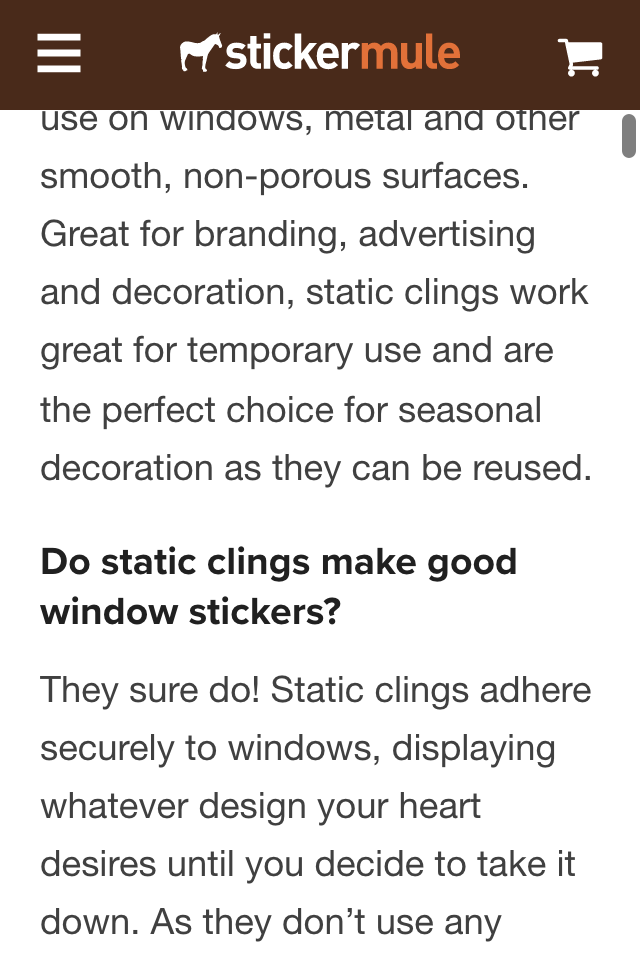 stickermule
use on windows, metal and other
smooth, non-porous surfaces.
Great for branding, advertising
and decoration, static clings work
great for temporary use and are
the perfect choice for seasonal
decoration as they can be reused.
Do static clings make good
window stickers?
They sure do! Static clings adhere
securely to windows, displaying
whatever design your heart
desires until you decide to take it
down. As they don’t use any